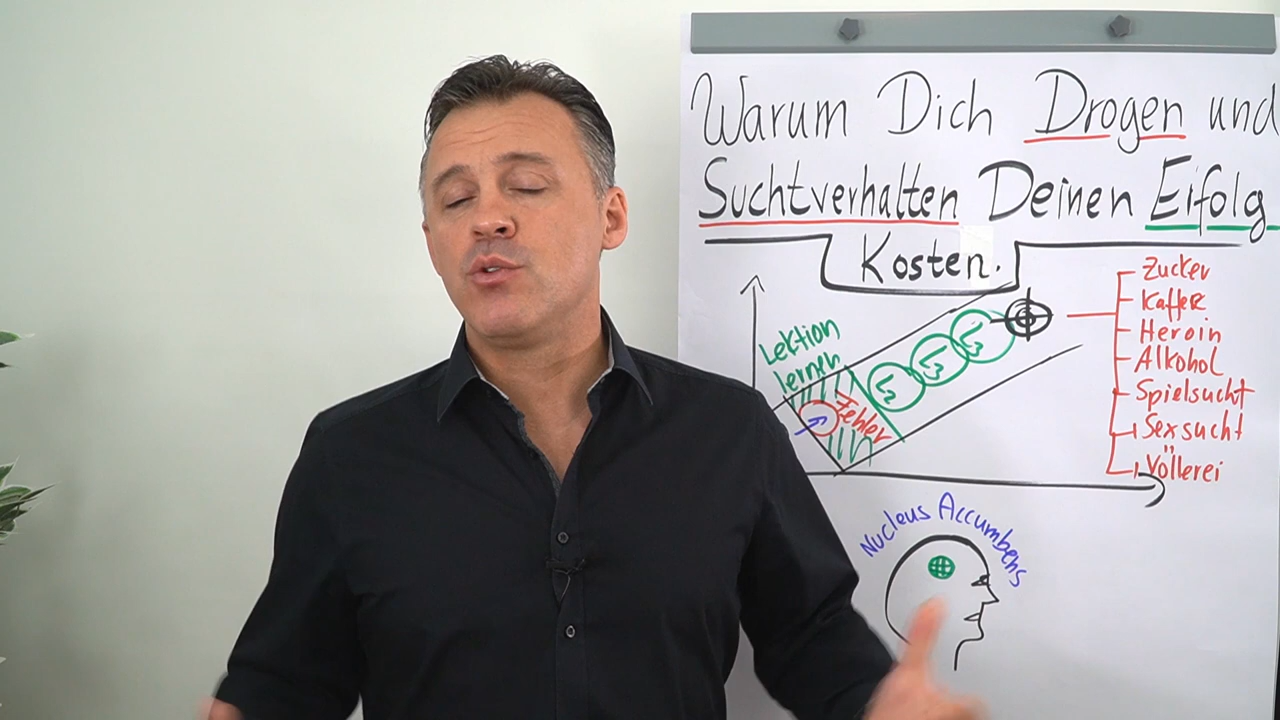 Warum Dich Drogen und
Suchtverhalten Deinen Eifolg
Kosten.
Lektion
lernen
Fehler
Zucker
Kaffee
Heroin
Alkohol
Spielsucht
Sexsucht
Völlerei
Nucleus Accumbens